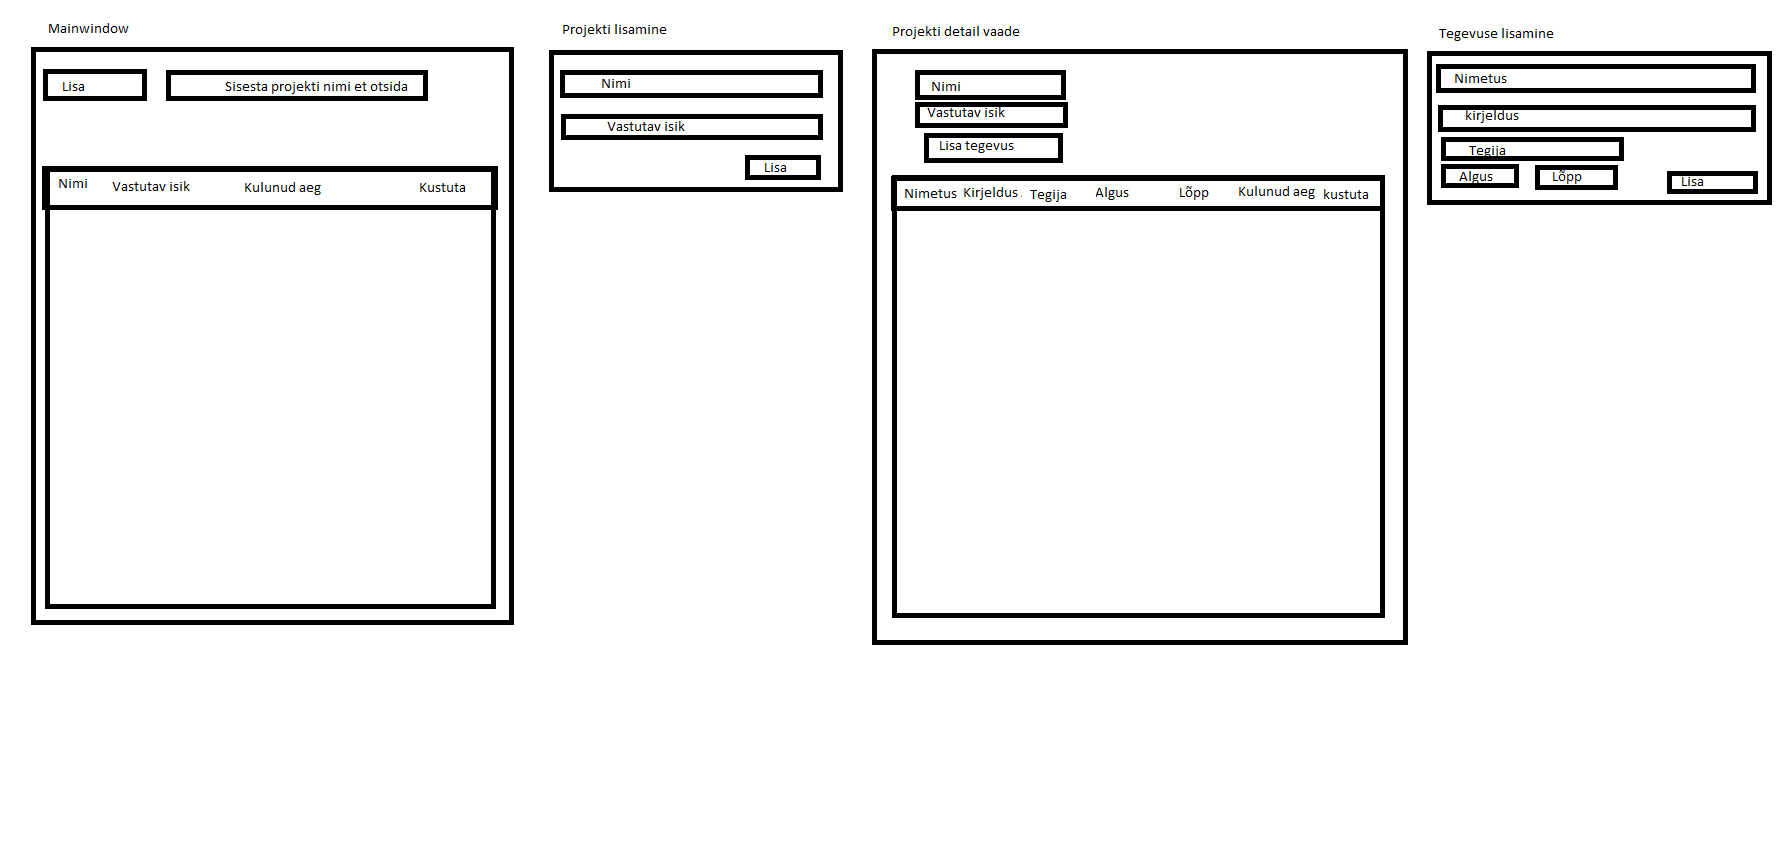 Mainwindow
Lisa
Sisesta projekti nimi et otsida
Nimi
Vastutav isik
Kulunud aeg
Kustuta
Projekti lisamine
Nimi
Vastutav isik
Lisa
Projekti detail vaade
Nimi
Vastutav isik
Lisa tegevus
Nimetus
Kirjeldus
Tegija
Algus
Lõpp
Kulunud aeg
kustuta
Tegevuse lisamine
Nimetus
kirjeldus
Tegija
Algus
Lõpp
Lisa